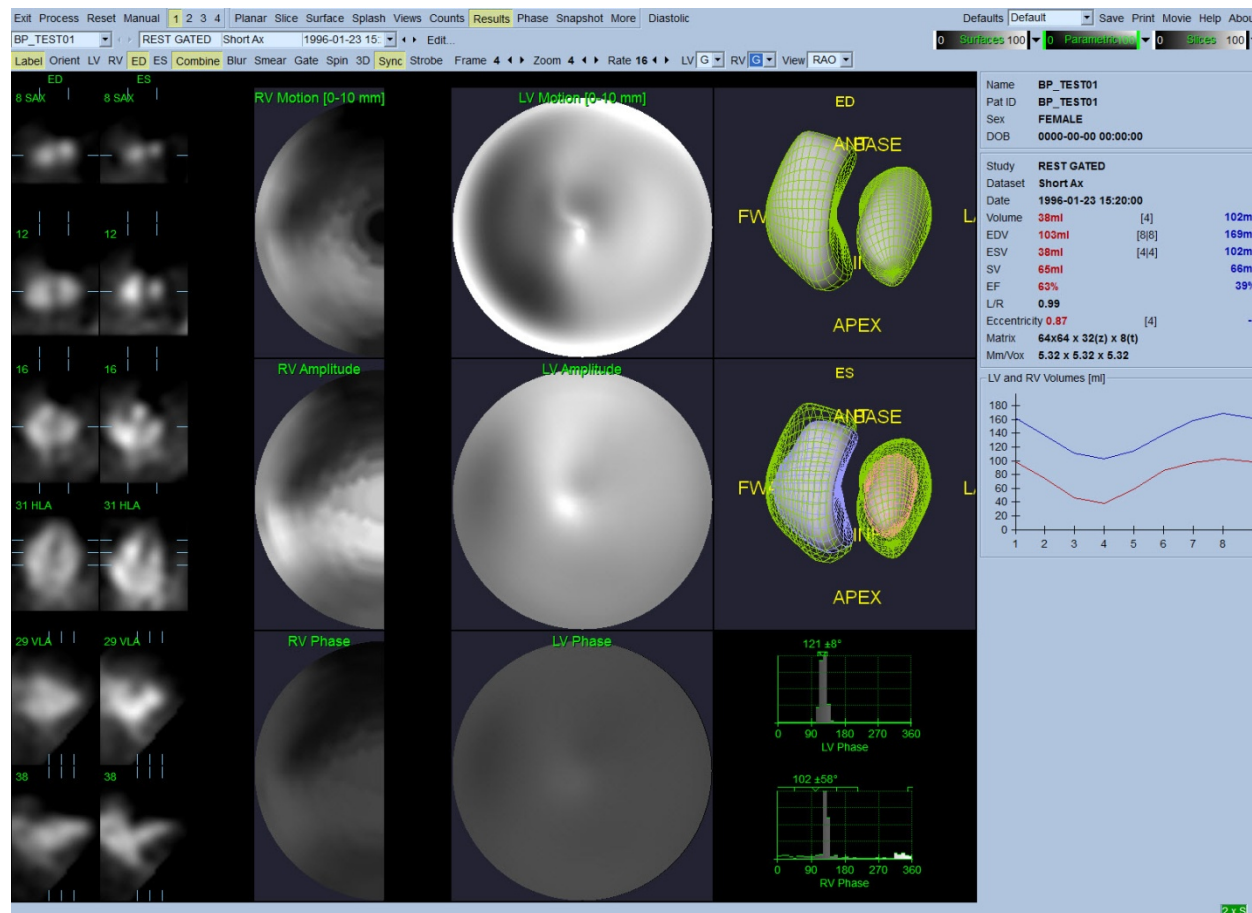 Exit Process Reset Manual 1 2 3 4 Planar Slice Surface Splash Views Counts Results Phase Snapshot More Diastolic Defaults Default Save Print Movie Help Abou
BP_TEST01 REST GATED Short Ax 1996-01-23 15: Edit... 0 Surfaces 100 0 Parametric 0 Slices 100
Label Orient LV RV ED ES Combine Blur Smear Gate Spin 3D Sync Strobe Frame 4 Zoom 4 Rate 16 LV G RV G View RAO
ED ES
8 SAX 8 SAX
12 12
16 16
31 HLA 31 HLA
29 VLA 29 VLA
38 38
RV Motion [0-10 mm] LV Motion [0-10 mm]
RV Amplitude LV Amplitude
RV Phase LV Phase
ED
ANT BASE
FW
L
IN
APEX
ES
ANT BASE
FW
L
INF
APEX
121 ±8°
0 90 180 270 360
LV Phase
102 ±58°
0 90 180 270 360
RV Phase
Name BP_TEST01
Pat ID BP_TEST01
Sex FEMALE
DOB 0000-00-00 00:00:00
Study REST GATED
Dataset Short Ax
Date 1996-01-23 15:20:00
Volume 38ml [4] 102m
EDV 103ml [8|8] 169m
ESV 38ml [4|4] 102m
SV 65ml 66m
EF 63% 39%
L/R 0.99
Eccentricity 0.87 [4] -
Matrix 64x64 x 32(z) x 8(t)
Mm/Vox 5.32 x 5.32 x 5.32
LV and RV Volumes [ml]
180
160
140
120
100
80
60
40
20
0
1 2 3 4 5 6 7 8
2 x S